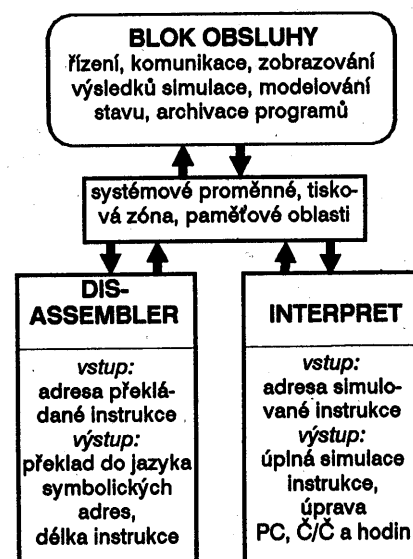 BLOK OBSLUHY
řízení, komunikace, zobrazování
výsledků simulace, modelování
stavu, archivace programů
systémové proměnné, tisko-
vá zóna, paměťové oblasti
DIS-
ASSEMBLER
vstup:
adresa překlá-
dané instrukce
výstup:
překlad do jazyka
symbolických
adres,
délka instrukce
INTERPRET
vstup:
adresa simulo-
vané instrukce
výstup:
úplná simulace
instrukce,
úprava
PC, Č/Č a hodin